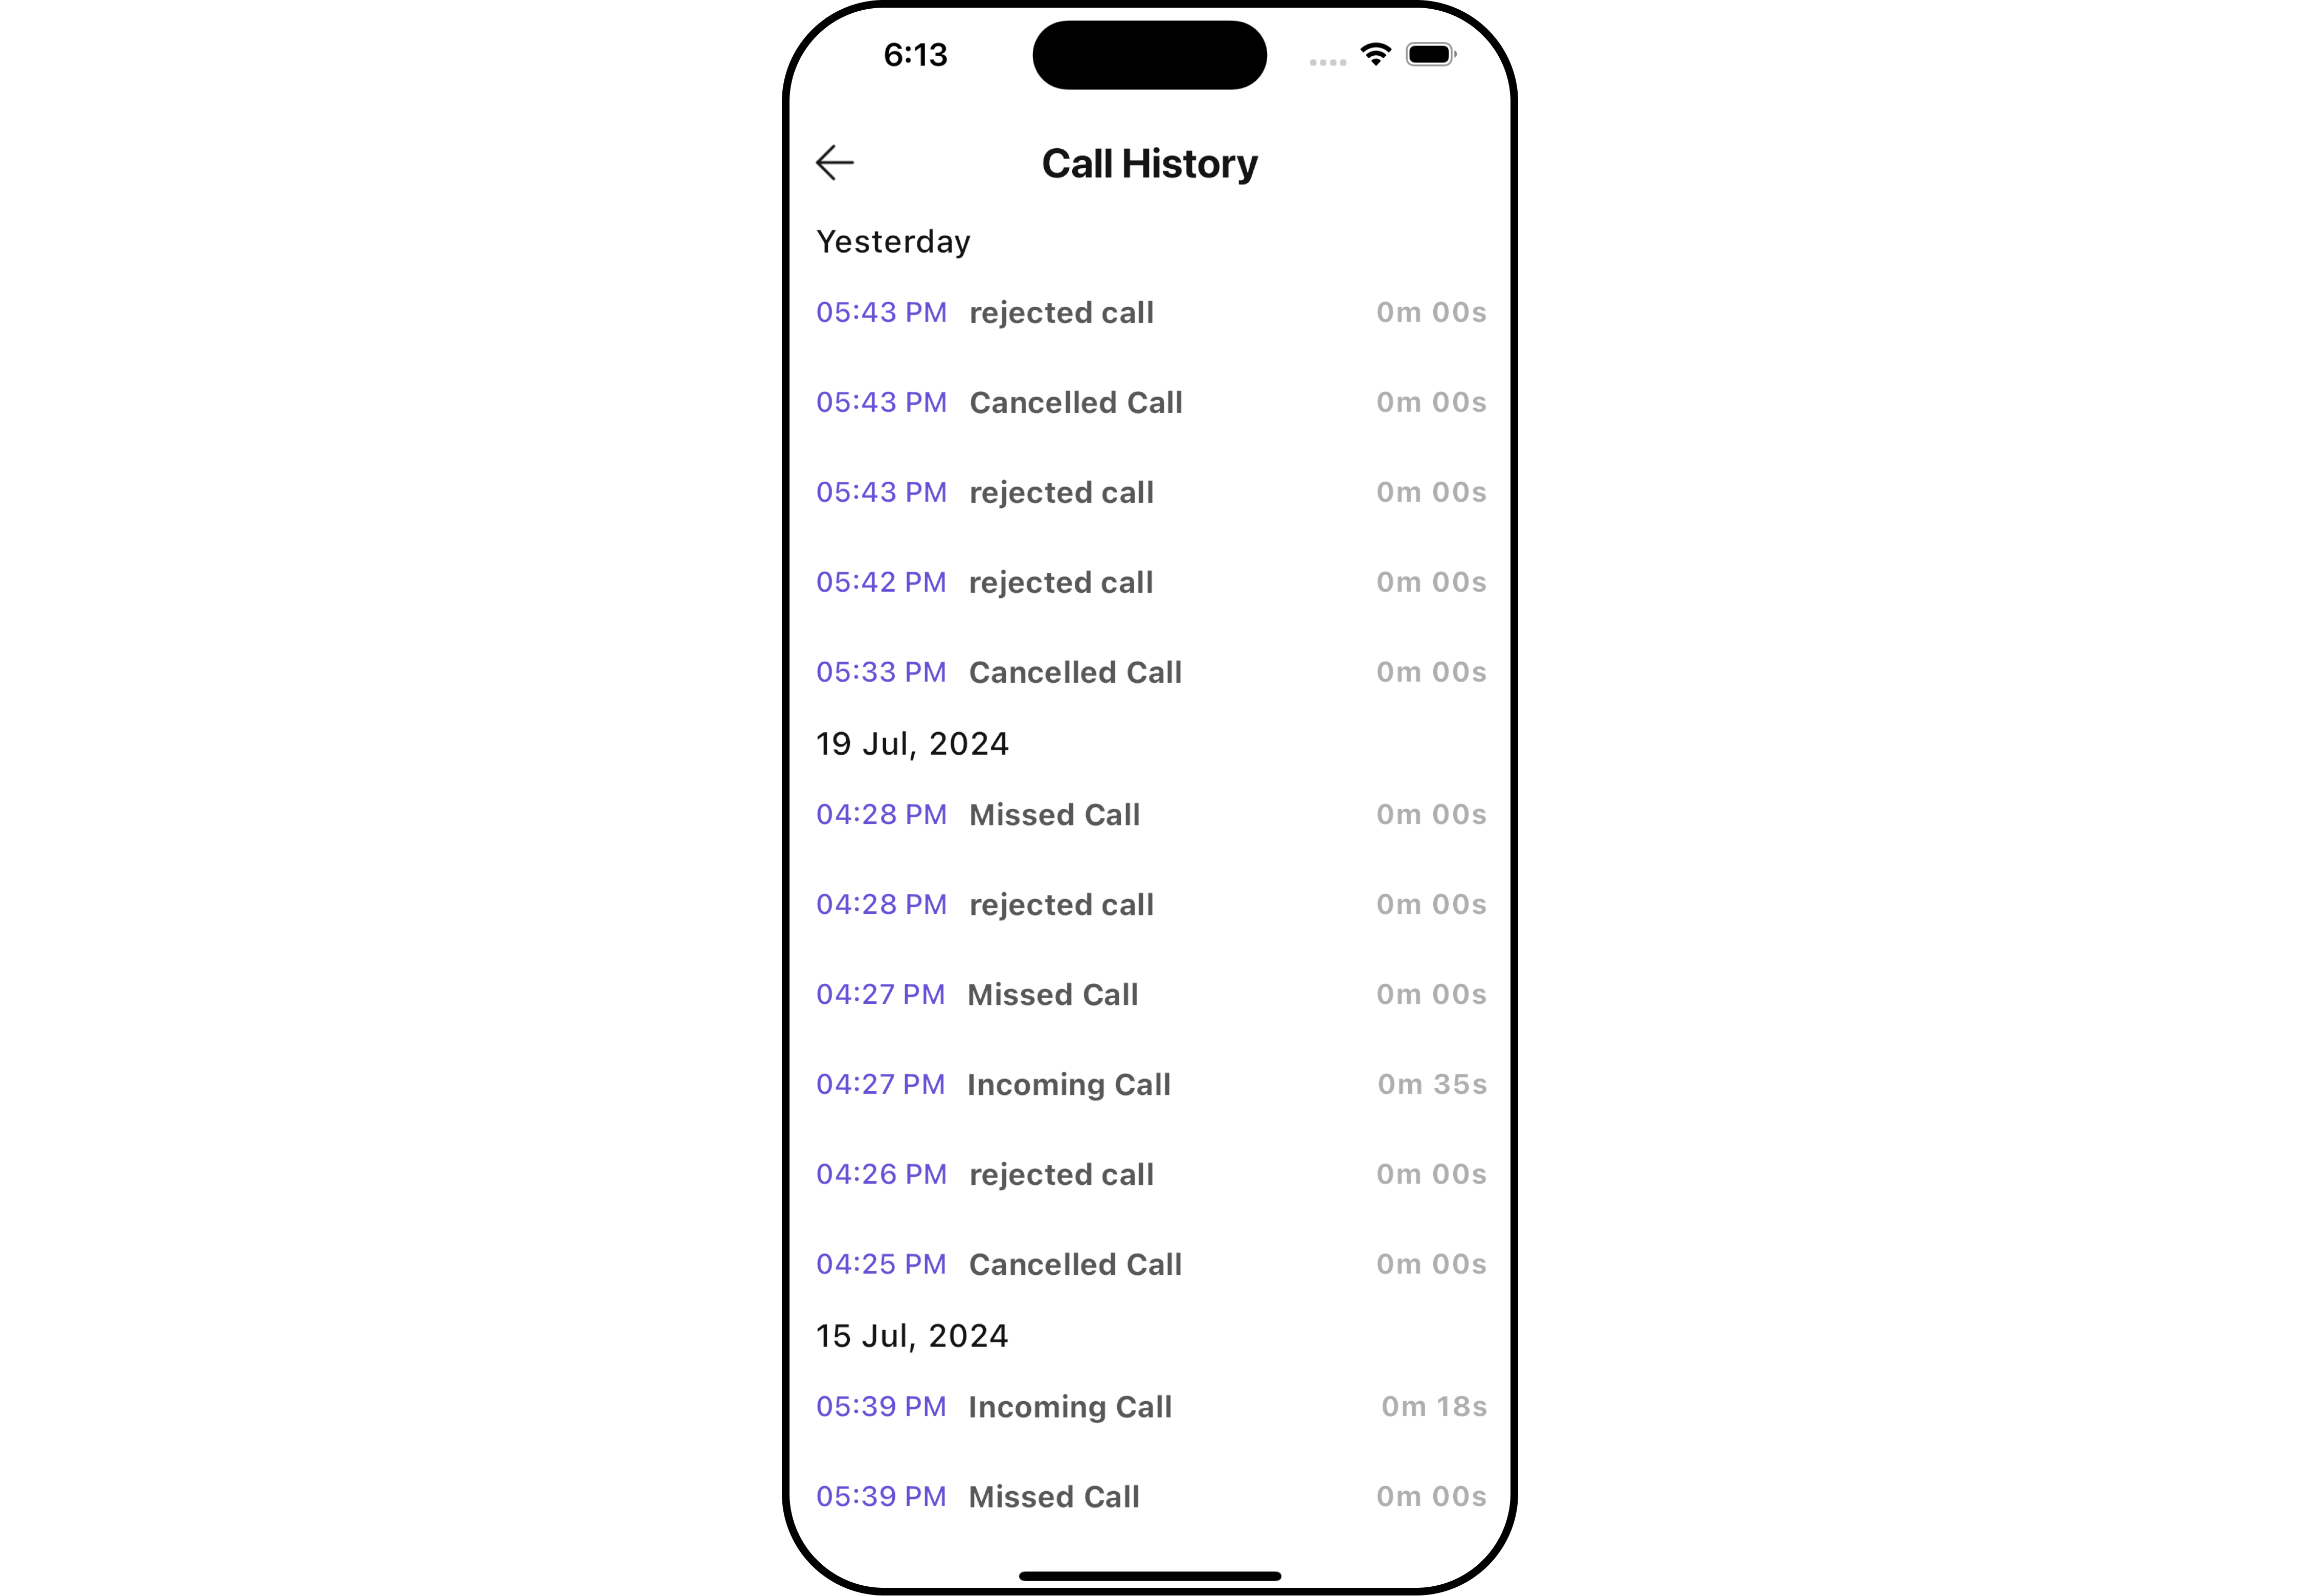 6:13
Call History
Yesterday
05:43 PM rejected call 0m 00s
05:43 PM Cancelled Call 0m 00s
05:43 PM rejected call 0m 00s
05:42 PM rejected call 0m 00s
05:33 PM Cancelled Call 0m 00s
19 Jul, 2024
04:28 PM Missed Call 0m 00s
04:28 PM rejected call 0m 00s
04:27 PM Missed Call 0m 00s
04:27 PM Incoming Call 0m 35s
04:26 PM rejected call 0m 00s
04:25 PM Cancelled Call 0m 00s
15 Jul, 2024
05:39 PM Incoming Call 0m 18s
05:39 PM Missed Call 0m 00s